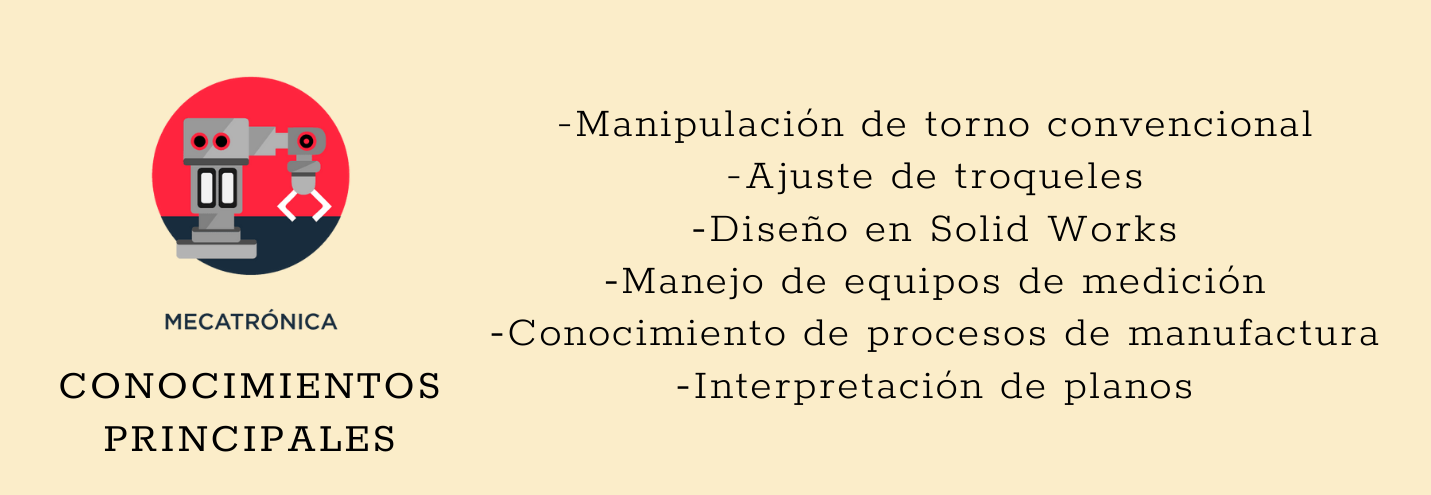 MECATRÓNICA
CONOCIMIENTOS
PRINCIPALES
-Manipulación de torno convencional
-Ajuste de troqueles
-Diseño en Solid Works
-Manejo de equipos de medición
-Conocimiento de procesos de manufactura
-Interpretación de planos